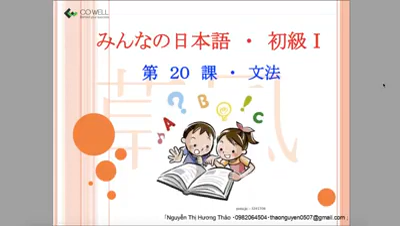 CO-WELL
みんなの日本語 ・ 初級 I
第 20 課 ・ 文法
A B ? ! C
「Nguyễn Thị Hương Thảo -0982064504-thaonguyen0507@gmail.com」